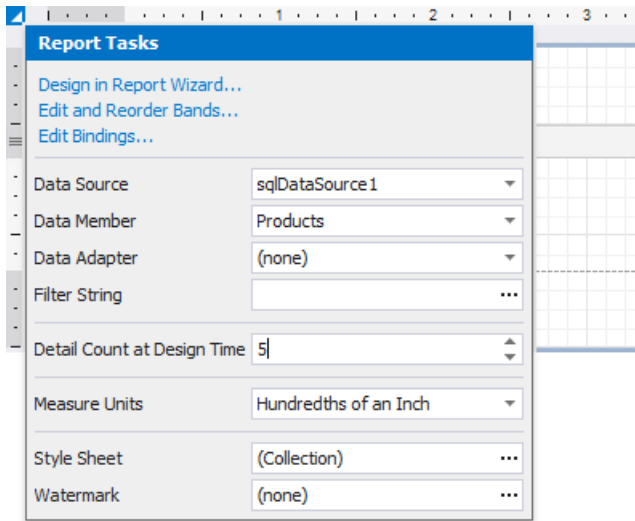 1 2 3
Report Tasks
Design in Report Wizard...
Edit and Reorder Bands...
Edit Bindings...
Data Source sqlDataSource1
Data Member Products
Data Adapter (none)
Filter String ...
Detail Count at Design Time 5
Measure Units Hundredths of an Inch
Style Sheet (Collection) ...
Watermark (none) ...